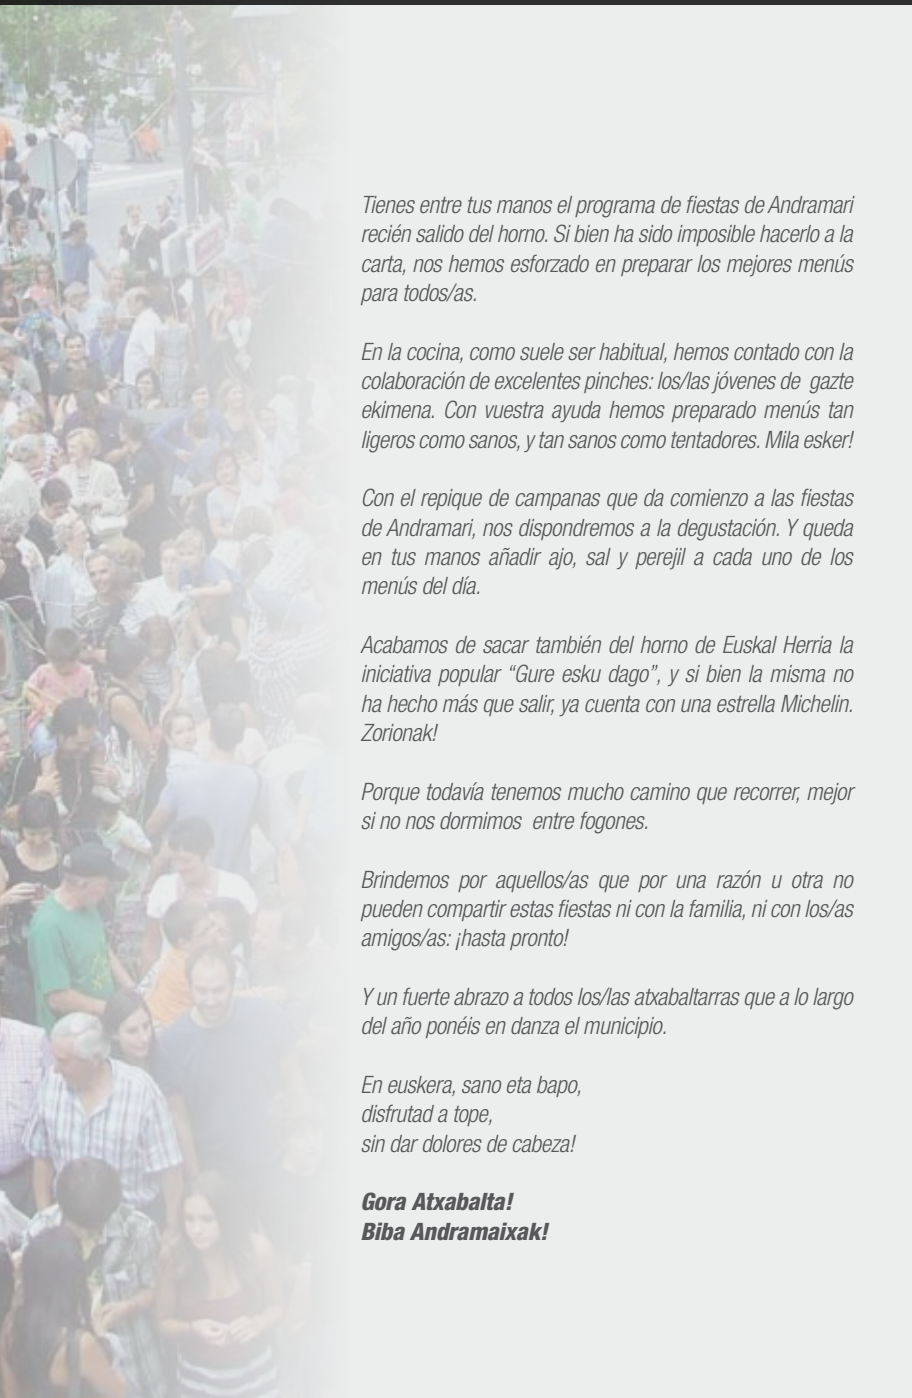 Tienes entre tus manos el programa de fiestas de Andramari
recién salido del horno. Si bien ha sido imposible hacerlo a la
carta, nos hemos esforzado en preparar los mejores menús
para todos/as.
En la cocina, como suele ser habitual, hemos contado con la
colaboración de excelentes pinches: los/las jóvenes de  gazte
ekimena. Con vuestra ayuda hemos preparado menús tan
ligeros como sanos, y tan sanos como tentadores. Mila esker!
Con el repique de campanas que da comienzo a las fiestas
de Andramari, nos dispondremos a la degustación. Y queda
en tus manos añadir ajo, sal y perejil a cada uno de los
menús del día.
Acabamos de sacar también del horno de Euskal Herria la
iniciativa popular “Gure esku dago”, y si bien la misma no
ha hecho más que salir, ya cuenta con una estrella Michelin.
Zorionak!
Porque todavía tenemos mucho camino que recorrer, mejor
si no nos dormimos  entre fogones.
Brindemos por aquellos/as que por una razón u otra no
pueden compartir estas fiestas ni con la familia, ni con los/as
amigos/as: ¡hasta pronto!
Y un fuerte abrazo a todos los/las atxabaltarras que a lo largo
del año ponéis en danza el municipio.
En euskera, sano eta bapo,
disfrutad a tope,
sin dar dolores de cabeza!
Gora Atxabalta!
Biba Andramaixak!